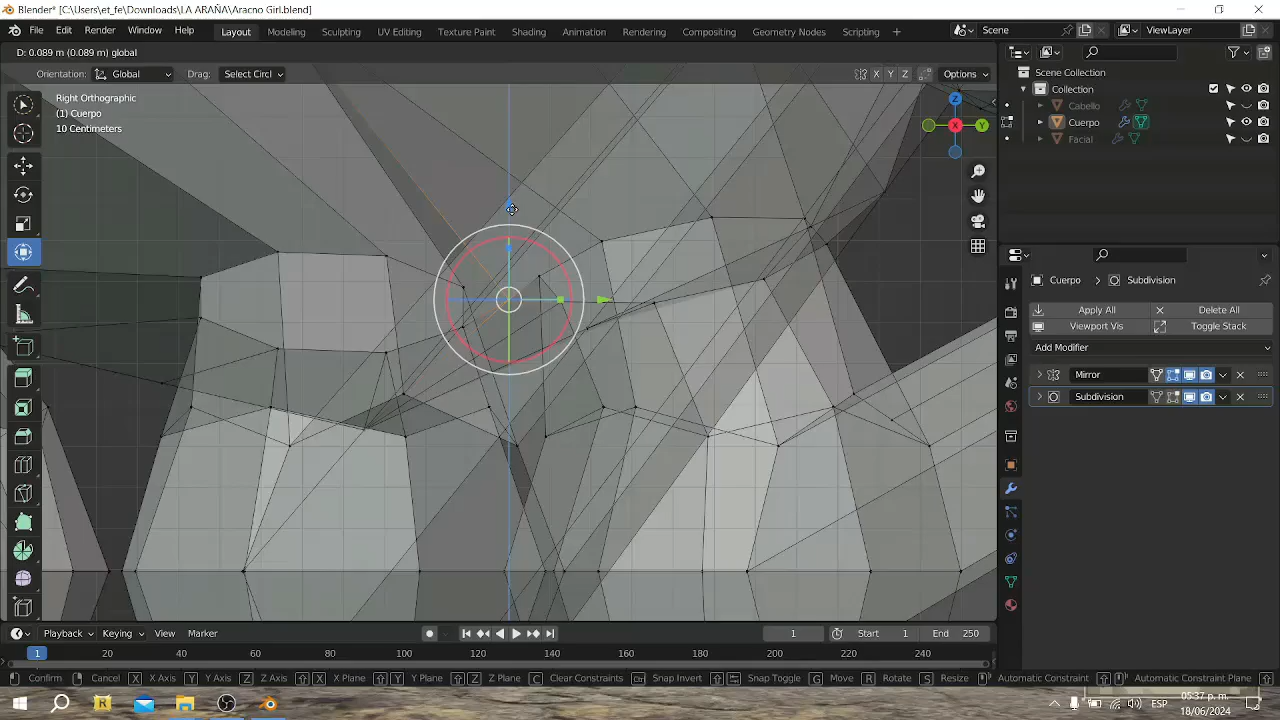 Blender* [C:\Users\et_fe\Downloads\LA ARAÑA\Aracno Girl.blend]
File Edit Render Window Help Layout Modeling Sculpting UV Editing Texture Paint Shading Animation Rendering Compositing Geometry Nodes Scripting + Scene ViewLayer
D: 0.089 m (0.089 m) global
Orientation: Global Drag: Select Circl X Y Z Options
Right Orthographic
(1) Cuerpo
10 Centimeters
Z
Y
X
Scene Collection
Collection
Cabello
Cuerpo
Facial
Cuerpo > Subdivision
Apply All Delete All
Viewport Vis Toggle Stack
Add Modifier
Mirror
Subdivision
Playback Keying View Marker 1 Start 1 End 250
1 20 40 60 80 100 120 140 160 180 200 220 240
Confirm Cancel X X Axis Y Y Axis Z Z Axis X X Plane Y Y Plane Z Z Plane C Clear Constraints Snap Invert Snap Toggle G Move R Rotate S Resize Automatic Constraint Automatic Constraint Plane
ESP
05:37 p. m.
18/06/2024